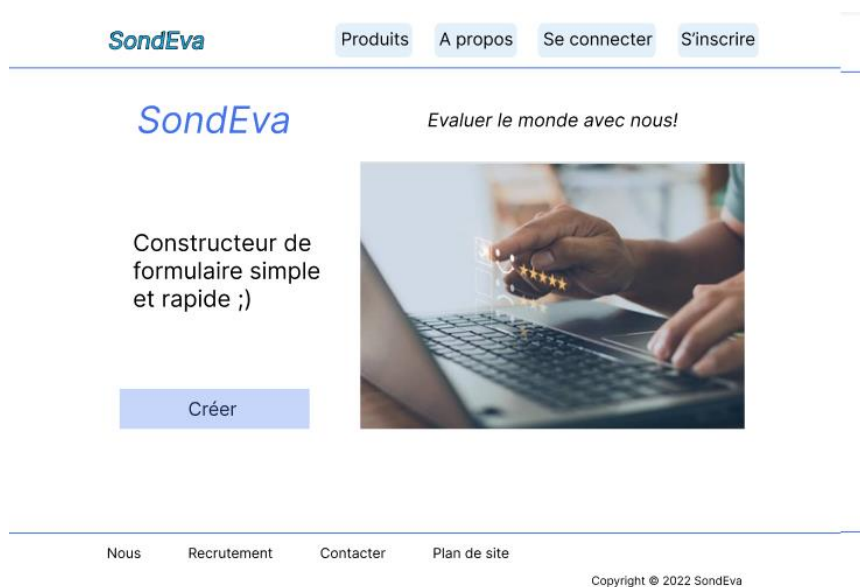 SondEva
Produits
A propos
Se connecter
S'inscrire
SondEva
Evaluer le monde avec nous!
Constructeur de
formulaire simple
et rapide ;)
Créer
Nous
Recrutement
Contacter
Plan de site
Copyright © 2022 SondEva